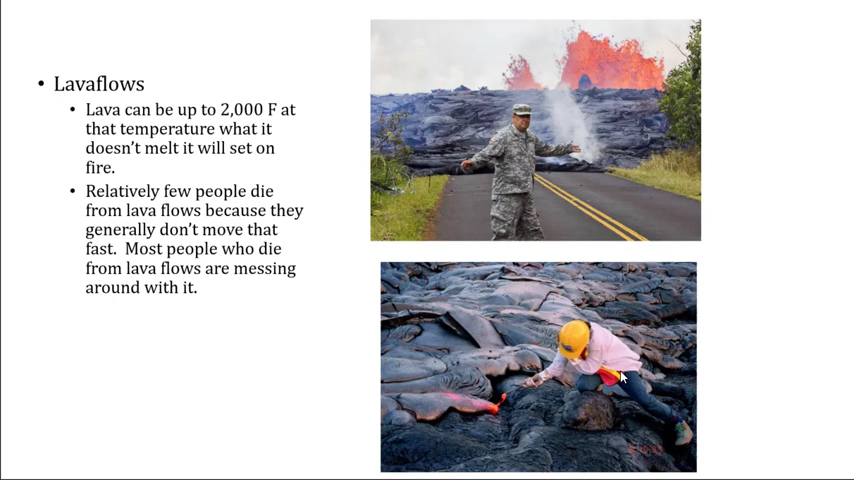 • Lavaflows
• Lava can be up to 2,000 F at
that temperature what it
doesn't melt it will set on
fire.
• Relatively few people die
from lava flows because they
generally don't move that
fast.  Most people who die
from lava flows are messing
around with it.